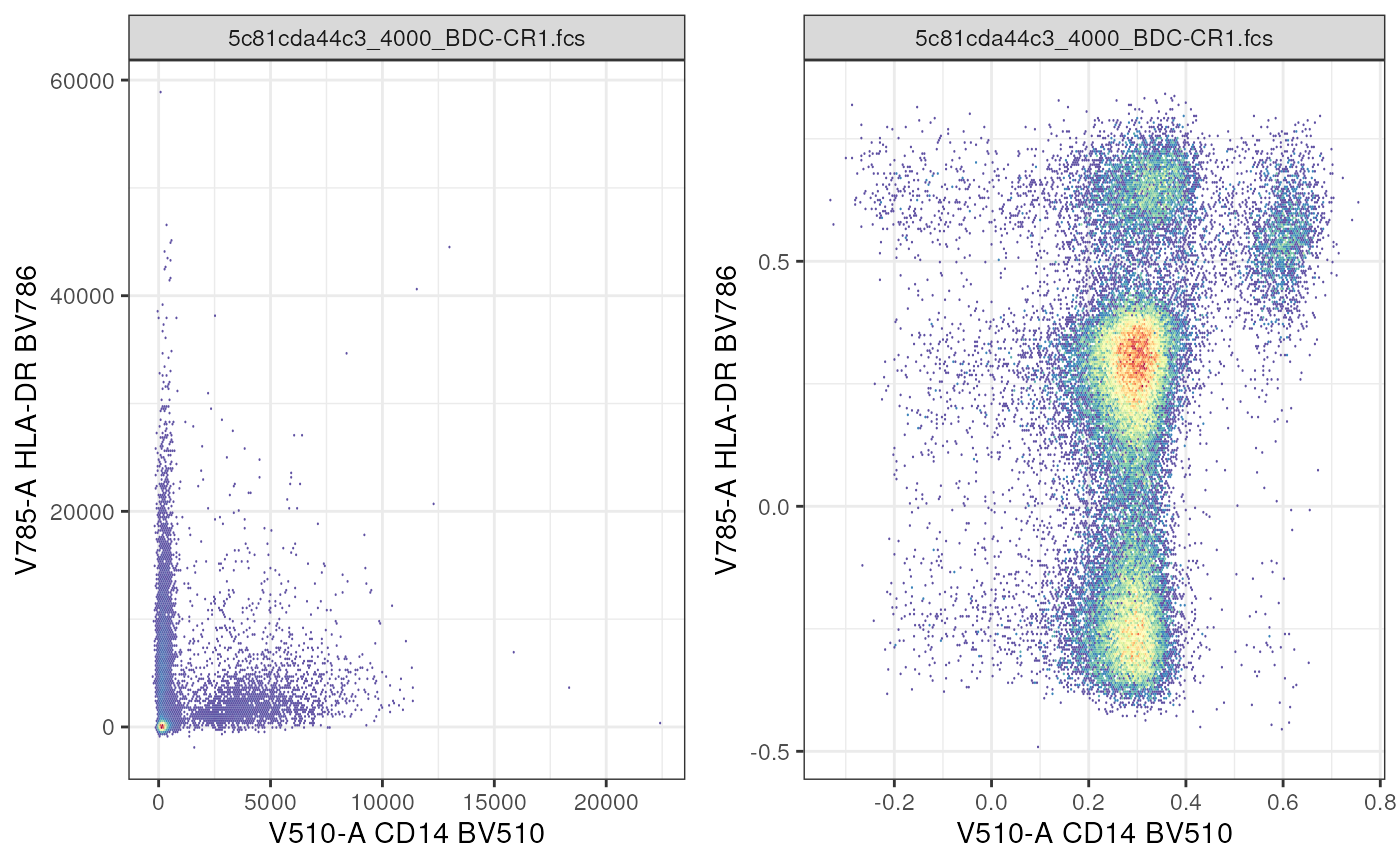 5c81cda44c3_4000_BDC-CR1.fcs
60000
40000
20000
0
V785-A HLA-DR BV786
0 5000 10000 15000 20000
V510-A CD14 BV510
5c81cda44c3_4000_BDC-CR1.fcs
0.5
0.0
-0.5
V785-A HLA-DR BV786
-0.2 0.0 0.2 0.4 0.6 0.8
V510-A CD14 BV510